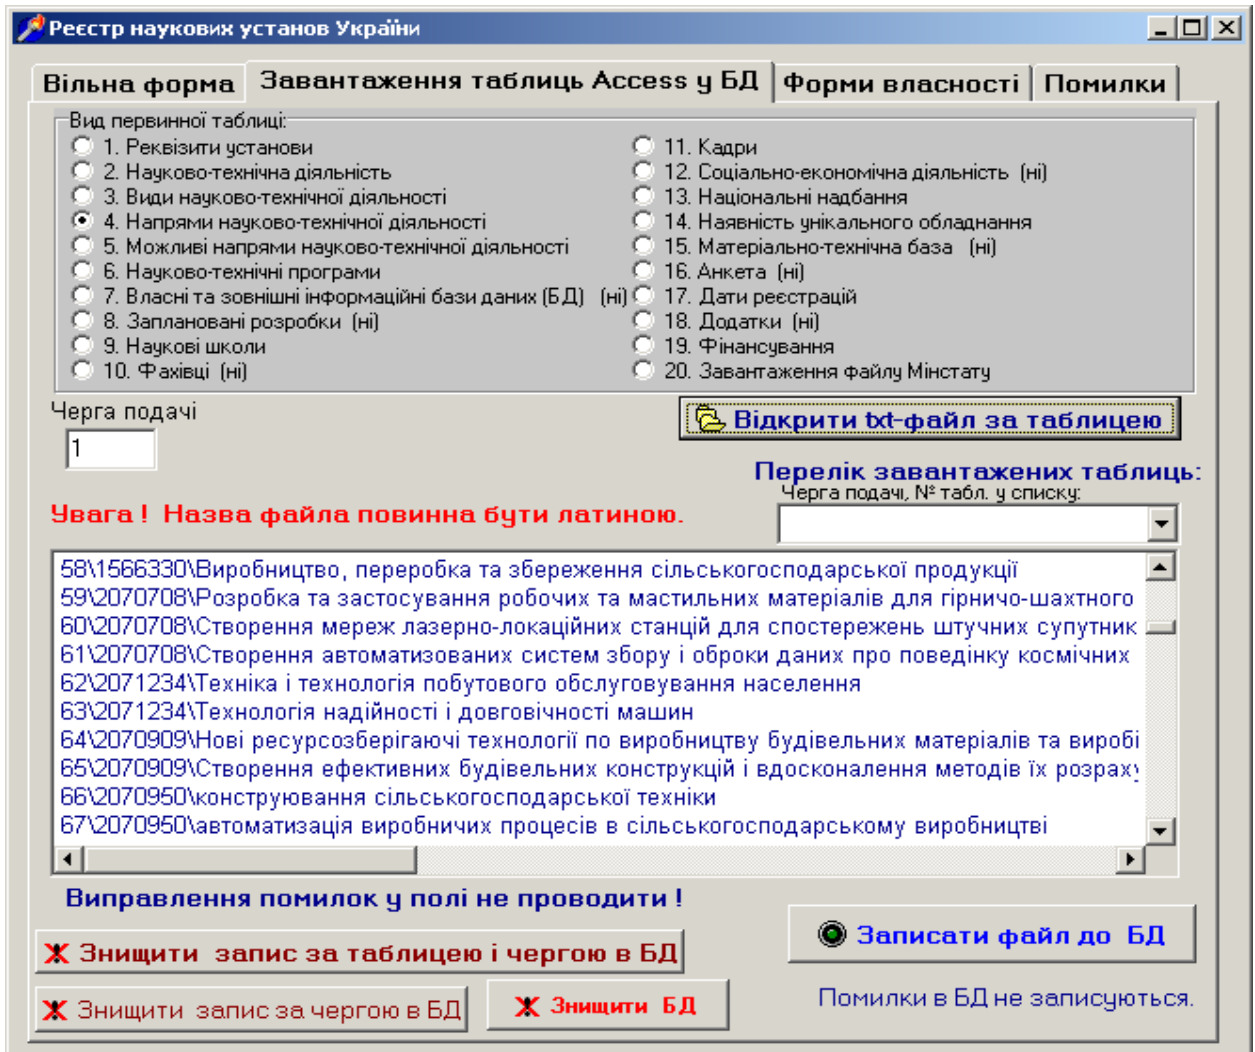 Реєстр наукових установ України
Вільна форма Завантаження таблиць Access у БД Форми власності Помилки
Вид первинної таблиці:
1. Реквізити установи
2. Науково-технічна діяльність
3. Види науково-технічної діяльності
4. Напрями науково-технічної діяльності
5. Можливі напрями науково-технічної діяльності
6. Науково-технічні програми
7. Власні та зовнішні інформаційні бази даних (БД) (ні)
8. Заплановані розробки (ні)
9. Наукові школи
10. Фахівці (ні)
11. Кадри
12. Соціально-економічна діяльність (ні)
13. Національні надбання
14. Наявність унікального обладнання
15. Матеріально-технічна база (ні)
16. Анкета (ні)
17. Дати реєстрацій
18. Додатки (ні)
19. Фінансування
20. Завантаження файлу Мінстату
Черга подачі
1
Відкрити txt-файл за таблицею
Перелік завантажених таблиць:
Черга подачі, № табл. у списку:
Увага ! Назва файла повинна бути латиною.
58\1566330\Виробництво, переробка та збереження сільськогосподарської продукції
59\2070708\Розробка та застосування робочих та мастильних матеріалів для гірничо-шахтного
60\2070708\Створення мереж лазерно-локаційних станцій для спостережень штучних супутник
61\2070708\Створення автоматизованих систем збору і оброки даних про поведінку космічних
62\2071234\Техніка і технологія побутового обслуговування населення
63\2071234\Технологія надійності і довговічності машин
64\2070909\Нові ресурсозберігаючі технології по виробництву будівельних матеріалів та виробі
65\2070909\Створення ефективних будівельних конструкцій і вдосконалення методів їх розраху
66\2070950\конструювання сільськогосподарської техніки
67\2070950\автоматизація виробничих процесів в сільськогосподарському виробництві
Виправлення помилок у полі не проводити !
Знищити запис за таблицею і чергою в БД
Записати файл до БД
Знищити запис за чергою в БД
Знищити БД
Помилки в БД не записуються.